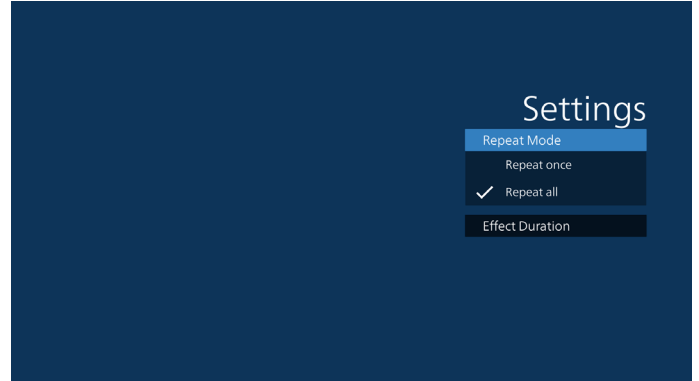 Settings
Repeat Mode
Repeat once
Repeat all
Effect Duration